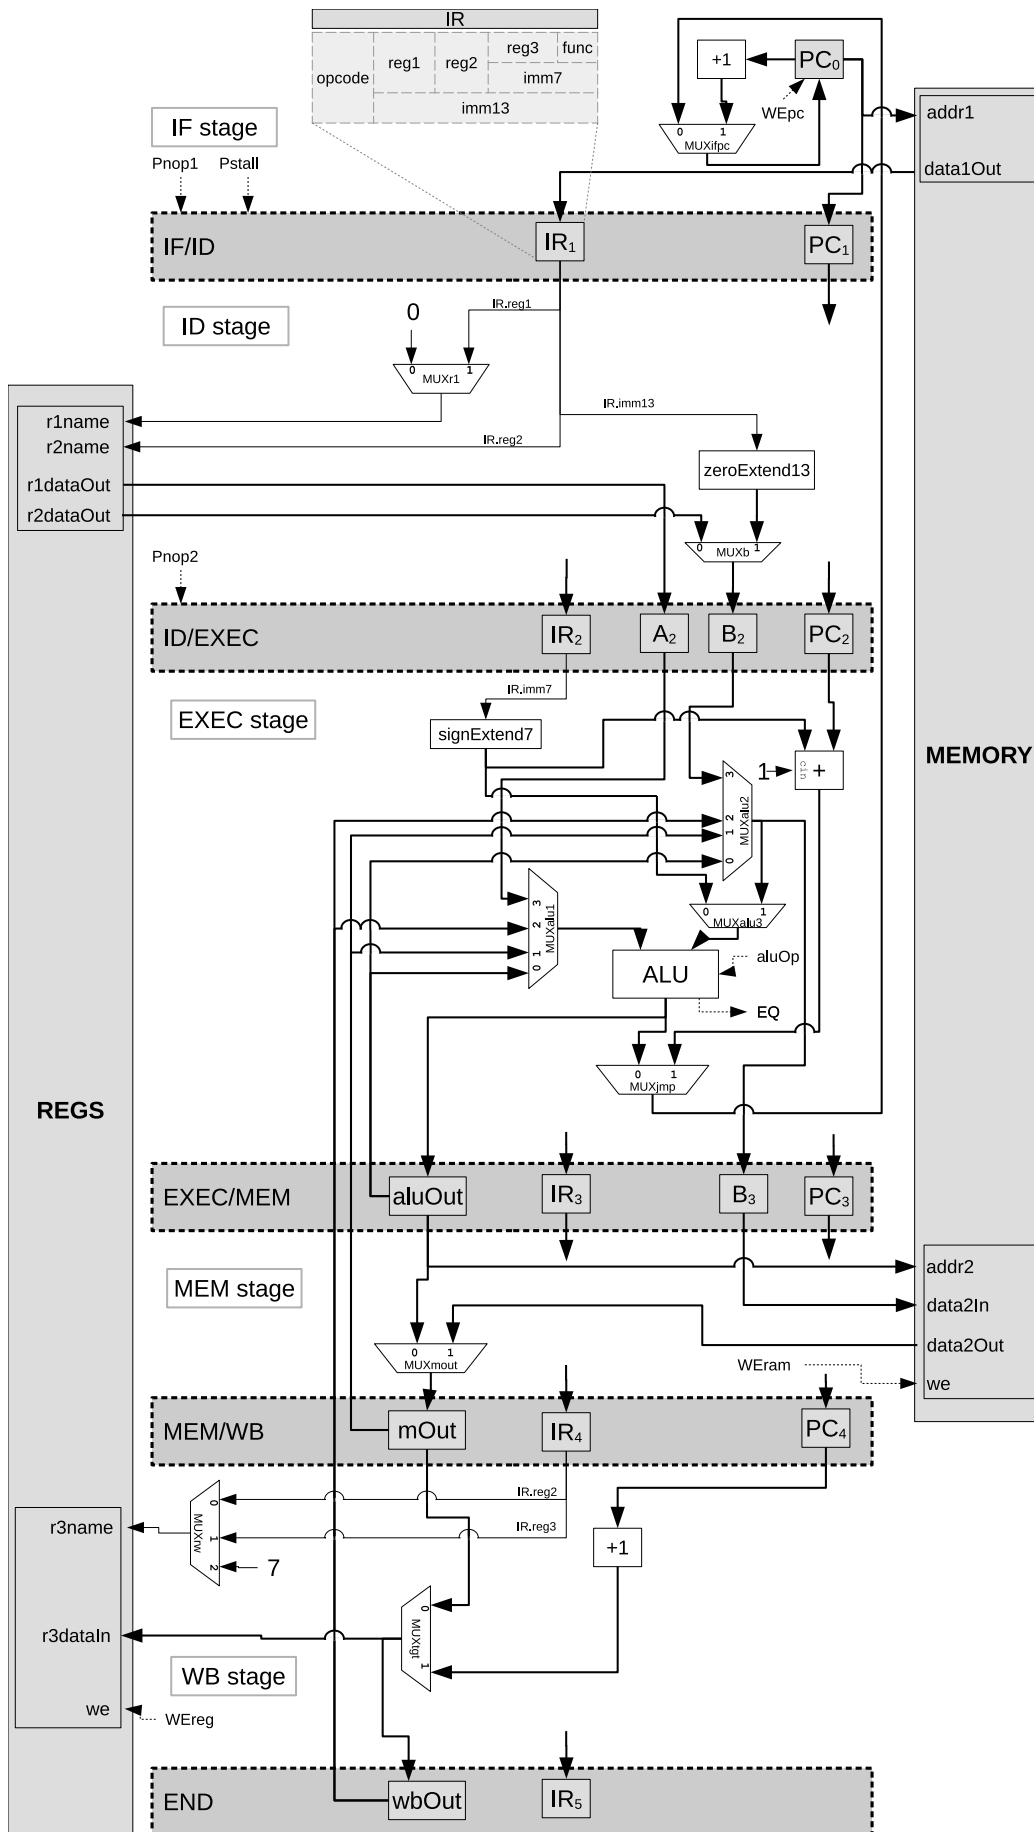 IR
opcode reg1 reg2 reg3 func
imm7
imm13
+1 PC0
WEpc
0 1
MUXifpc
addr1
data1Out
IF stage
Pnop1 Pstall
IF/ID IR1 PC1
ID stage
IR.reg1
0
0 1
MUXr1
IR.imm13
r1name
r2name
IR.reg2
r1dataOut
r2dataOut
zeroExtend13
0 1
MUXb
Pnop2
ID/EXEC IR2 A2 B2 PC2
IR.imm7
EXEC stage
signExtend7
1 cin +
MEMORY
3 2 1 0
MUXalu2
3 2 1 0
MUXalu1
0 1
MUXalu3
ALU
aluOp
EQ
0 1
MUXjmp
REGS
EXEC/MEM aluOut IR3 B3 PC3
MEM stage
addr2
data2In
data2Out
we
0 1
MUXmout
WEram
MEM/WB mOut IR4 PC4
IR.reg2
IR.reg3
r3name
0 1 2
MUXrw
7
+1
0 1
MUXtgt
r3dataIn
WB stage
we
WEreg
END wbOut IR5